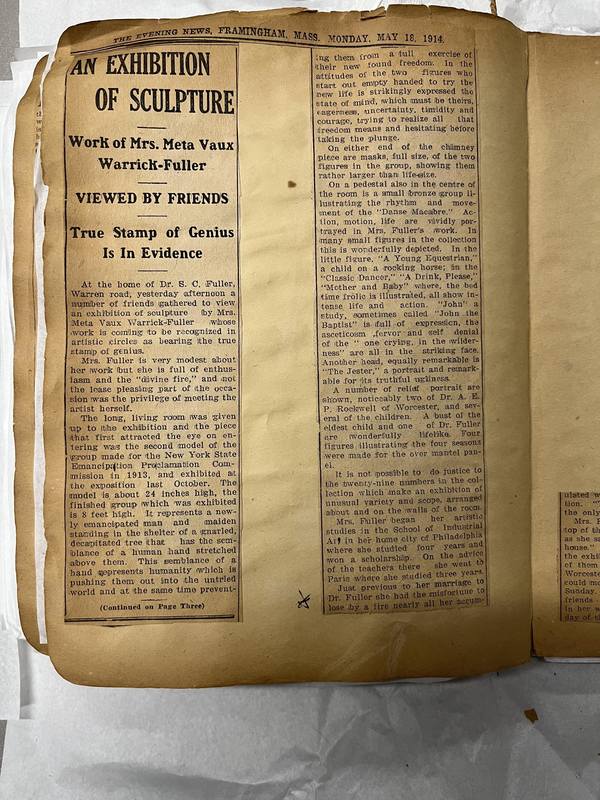 THE EVENING NEWS, FRAMINGHAM, MASS. MONDAY, MAY 18, 1914.
AN EXHIBITION
OF SCULPTURE
Work of Mrs. Meta Vaux
Warrick-Fuller
VIEWED BY FRIENDS
True Stamp of Genius
Is In Evidence
At the home of Dr. S. C. Fuller,
Warren road, yesterday afternoon a
number of friends gathered to view
an exhibition of sculpture by Mrs.
Meta Vaux Warrick-Fuller whose
work is coming to be recognized in
artistic circles as bearing the true
stamp of genius.
Mrs. Fuller is very modest about
her work but she is full of enthus-
iasm and the "divine fire," and not
the lease pleasing part of the occa-
sion was the privilege of meeting the
artist herself.
The long, living room was given
up to the exhibition and the piece
that first attracted the eye on en-
tering was the second model of the
group made for the New York State
Emancipation Proclamation Com-
mission in 1913, and exhibited at
the exposition last October. The
model is about 24 inches high, the
finished group which was exhibited
is 8 feet high. It represents a new-
ly emancipated man and maiden
standing in the shelter of a gnarled,
decapitated tree that has the sem-
blance of a human hand stretched
above them. This semblance of a
hand represents humanity which is
pushing them out into the untried
world and at the same time prevent-
(Continued on Page Three)
ing them from a full exercise of
their new found freedom. In the
attitudes of the two figures who
start out empty handed to try the
new life is strikingly expressed the
state of mind, which must be theirs,
eagerness, uncertainty, timidity and
courage, trying to realize all that
freedom means and hesitating before
taking the plunge.
On either end of the chimney
piece are masks, full size, of the two
figures in the group, showing them
rather larger than life-size.
On a pedestal also in the centre of
the room is a small bronze group il-
lustrating the rhythm and move-
ment of the "Danse Macabre." Ac-
tion, motion, life are vividly por-
trayed in Mrs. Fuller's work. In
many small figures in the collection
this is wonderfully depicted. In the
little figure, "A Young Equestrian,"
a child on a rocking horse; in the
"Classic Dancer," "A Drink, Please,"
"Mother and Baby" where, the bed
time frolic is illustrated, all show in-
tense life and action. "John" a
study, sometimes called "John the
Baptist" is full of expression, the
asceticosm ,fervor and self denial
of the " one crying, in the wilder-
ness" are all in the striking face.
Another head, equally remarkable is
"The Jester," a portrait and remark-
able for its truthful ugliness.
A number of relief portrait are
shown, noticeably two of Dr. A. E.
P. Rockwell of Worcester, and sev-
eral of the children. A bust of the
eldest child and one of Dr. Fuller
are wonderfully lifelike. Four
figures illustrating the four seasons
were made for the over mantel pan-
el.
It is not possible to do justice to
the twenty-nine numbers in the col-
lection which make an exhibition of
unusual variety and scope, arranged
about and on the walls of the room.
Mrs. Fuller began her artistic
studies in the School of Industrial
Art in her home city of Philadelphia
where she studied four years and
won a scholarship. On the advice
of the teachers there she went to
Paris where she studied three years.
Just previous to her marriage to
Dr. Fuller she had the misfortune to
lose by a fire nearly all her accum-
ulated w
tion. "T
the only
Mrs. F
top of th
as she sa
house."
the exhi
of them
Worceste
could mo
Sunday.
friends
in her w
day of th